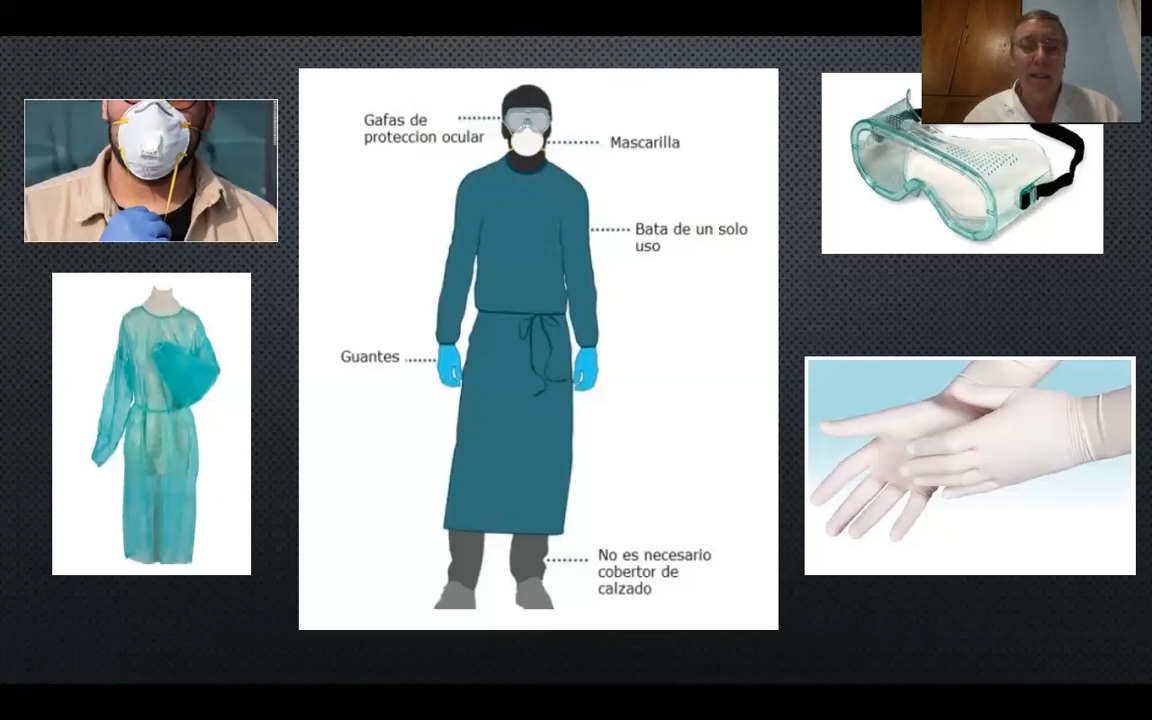 Gafas de
proteccion ocular
Mascarilla
Bata de un solo
uso
Guantes
No es necesario
cobertor de
calzado